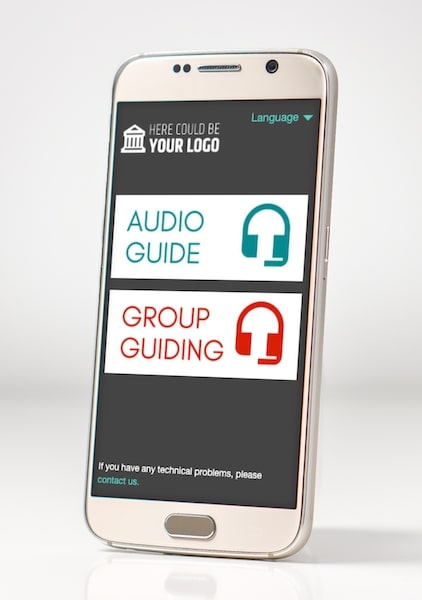 Language
HERE COULD BE
YOUR LOGO
AUDIO
GUIDE
GROUP
GUIDING
If you have any technical problems, please
contact us.